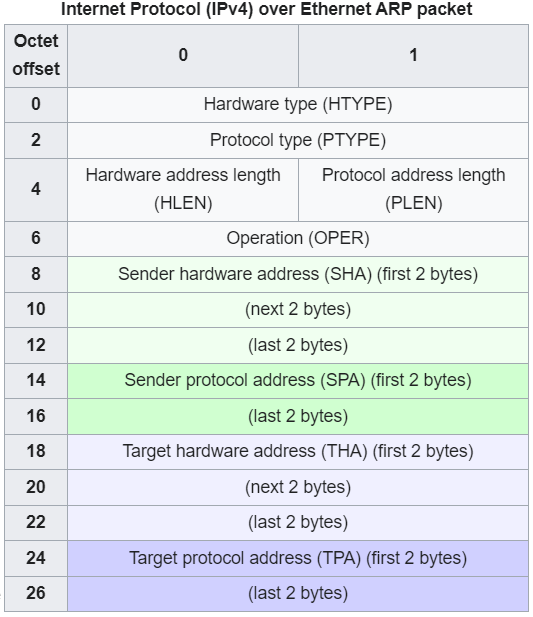 Internet Protocol (IPv4) over Ethernet ARP packet
Octet
offset
0
1
0
Hardware type (HTYPE)
2
Protocol type (PTYPE)
4
Hardware address length
(HLEN)
Protocol address length
(PLEN)
6
Operation (OPER)
8
Sender hardware address (SHA) (first 2 bytes)
10
(next 2 bytes)
12
(last 2 bytes)
14
Sender protocol address (SPA) (first 2 bytes)
16
(last 2 bytes)
18
Target hardware address (THA) (first 2 bytes)
20
(next 2 bytes)
22
(last 2 bytes)
24
Target protocol address (TPA) (first 2 bytes)
26
(last 2 bytes)